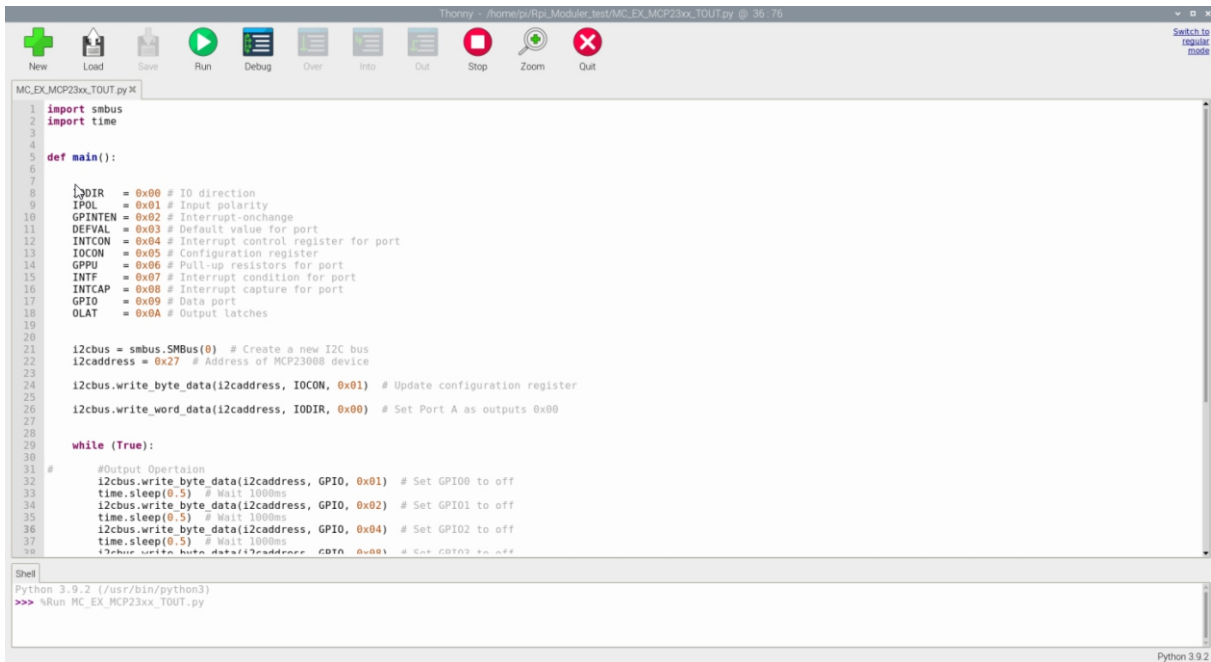 Thonny - /home/pi/Rpi_Moduler_test/MC_EX_MCP23xx_TOUT.py @ 36:76
New Load Save Run Debug Over Into Out Stop Zoom Quit
Switch to
regular
mode
MC_EX_MCP23xx_TOUT.py
1 import smbus
2 import time
3
4
5 def main():
6
7
8 IODIR = 0x00 # IO direction
9 IPOL = 0x01 # Input polarity
10 GPINTEN = 0x02 # Interrupt-onchange
11 DEFVAL = 0x03 # Default value for port
12 INTCON = 0x04 # Interrupt control register for port
13 IOCON = 0x05 # Configuration register
14 GPPU = 0x06 # Pull-up resistors for port
15 INTF = 0x07 # Interrupt condition for port
16 INTCAP = 0x08 # Interrupt capture for port
17 GPIO = 0x09 # Data port
18 OLAT = 0x0A # Output latches
19
20
21 i2cbus = smbus.SMBus(0) # Create a new I2C bus
22 i2caddress = 0x27 # Address of MCP23008 device
23
24 i2cbus.write_byte_data(i2caddress, IOCON, 0x01) # Update configuration register
25
26 i2cbus.write_word_data(i2caddress, IODIR, 0x00) # Set Port A as outputs 0x00
27
28
29 while (True):
30
31 # #Output Opertaion
32 i2cbus.write_byte_data(i2caddress, GPIO, 0x01) # Set GPIO0 to off
33 time.sleep(0.5) # Wait 1000ms
34 i2cbus.write_byte_data(i2caddress, GPIO, 0x02) # Set GPIO1 to off
35 time.sleep(0.5) # Wait 1000ms
36 i2cbus.write_byte_data(i2caddress, GPIO, 0x04) # Set GPIO2 to off
37 time.sleep(0.5) # Wait 1000ms
38 i2cbus.write_byte_data(i2caddress, GPIO, 0x08) # Set GPIO3 to off
Shell
Python 3.9.2 (/usr/bin/python3)
>>> %Run MC_EX_MCP23xx_TOUT.py
Python 3.9.2